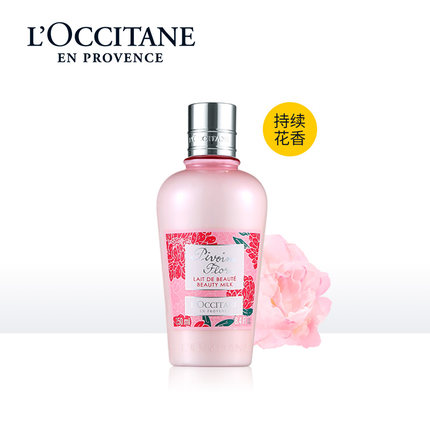 L'OCCITANE
EN PROVENCE
持续
花香
Pivoine
Flora
LAIT DE BEAUTÉ
BEAUTY MILK
L'OCCITANE
EN PROVENCE